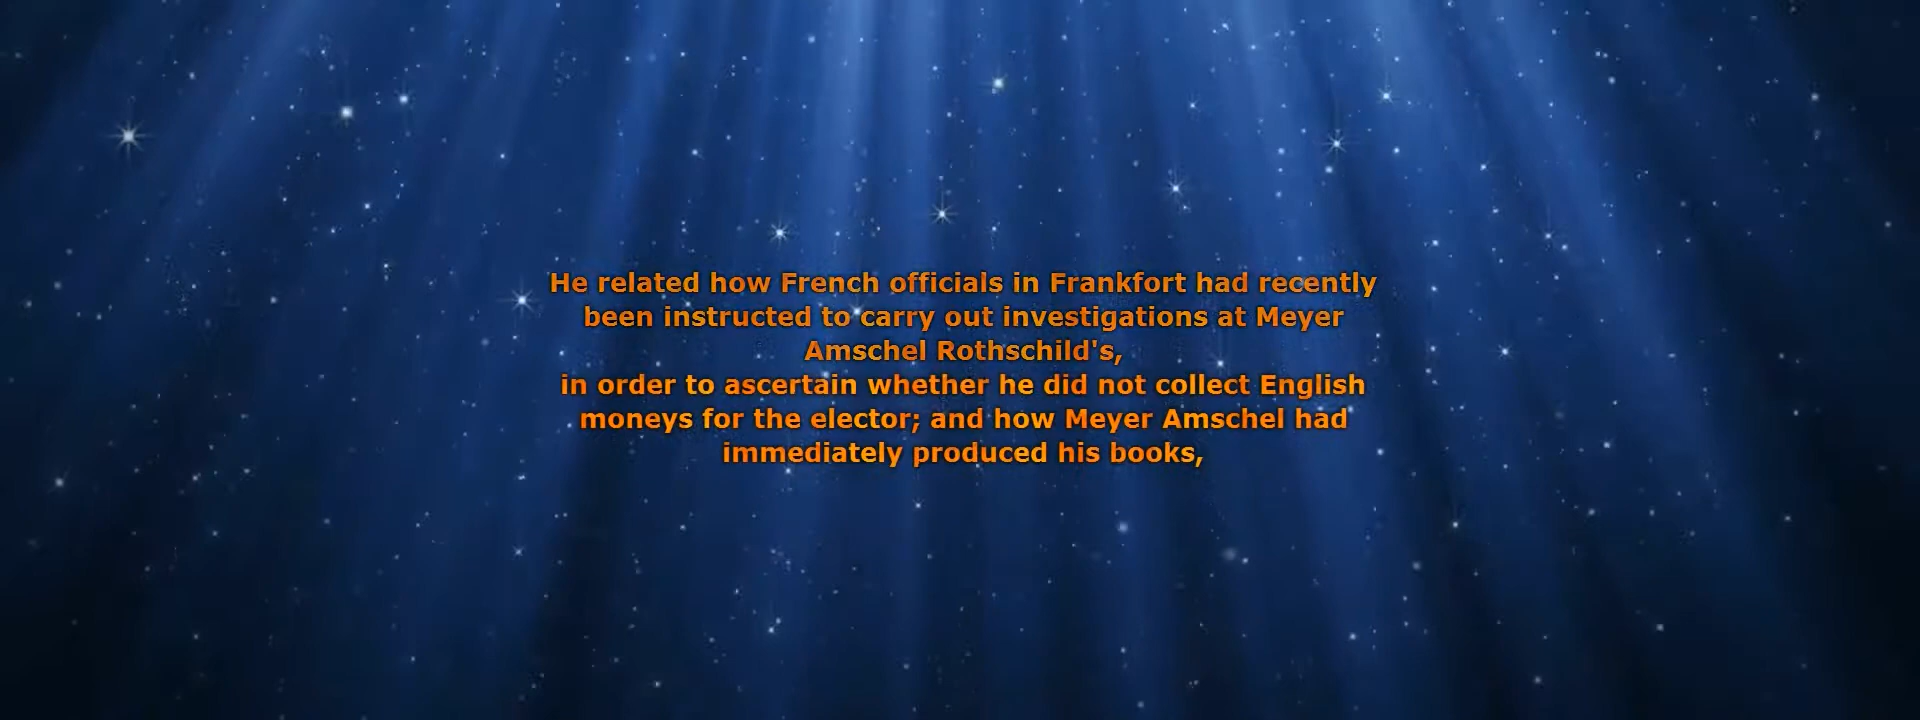 He related how French officials in Frankfort had recently
been instructed to carry out investigations at Meyer
Amschel Rothschild's,
in order to ascertain whether he did not collect English
moneys for the elector; and how Meyer Amschel had
immediately produced his books,